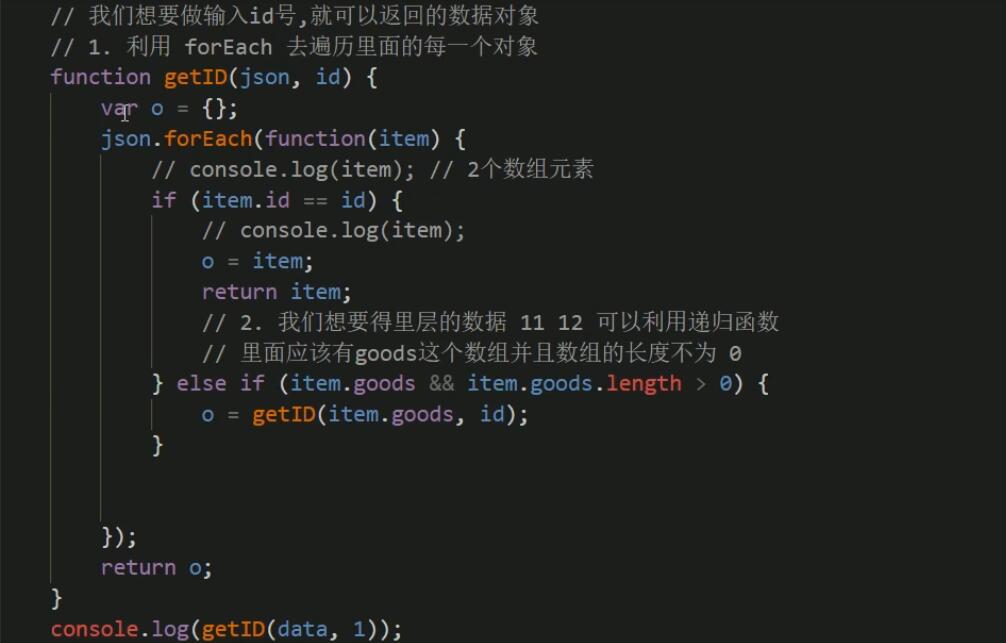 // 我们想要做输入id号,就可以返回的数据对象
// 1. 利用 forEach 去遍历里面的每一个对象
function getID(json, id) {
var o = {};
json.forEach(function(item) {
// console.log(item); // 2个数组元素
if (item.id == id) {
// console.log(item);
o = item;
return item;
// 2. 我们想要得里层的数据 11 12 可以利用递归函数
// 里面应该有goods这个数组并且数组的长度不为 0
} else if (item.goods && item.goods.length > 0) {
o = getID(item.goods, id);
}
});
return o;
}
console.log(getID(data, 1));